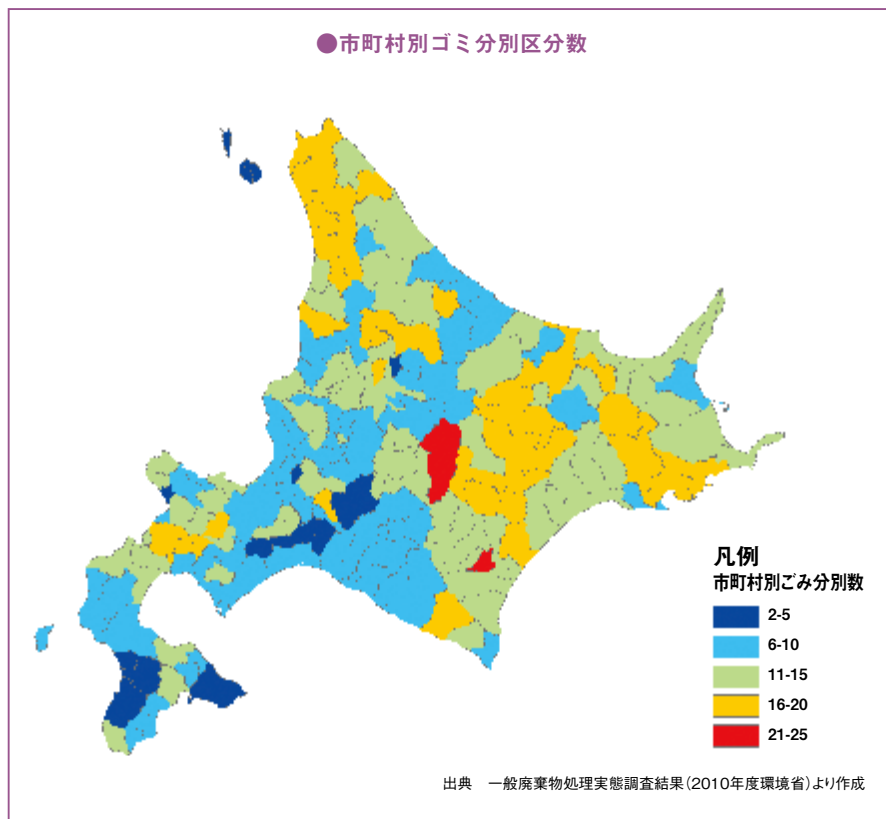 ●市町村別ゴミ分別区分数
凡例
市町村別ごみ分別数
2-5
6-10
11-15
16-20
21-25
出典　一般廃棄物処理実態調査結果(2010年度環境省)より作成